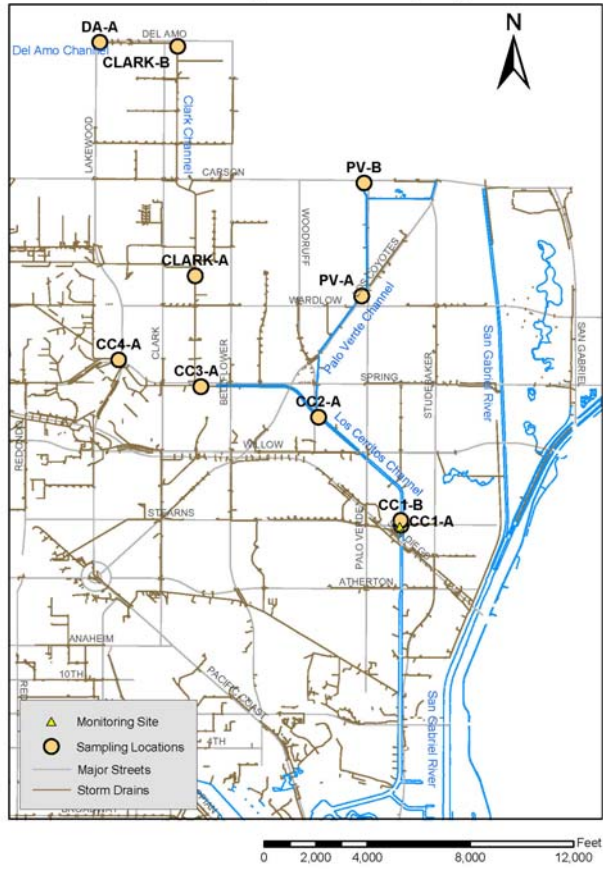 DA-A
DEL AMO
N
Del Amo Channel
CLARK-B
LAKEWOOD
Clark Channel
CARSON
PV-B
WOODRUFF
CLARK-A
PV-A
WARDLOW
Palo Verde Channel
San Gabriel River
SAN GABRIEL
CC4-A
CLARK
CC3-A
BELLFLOWER
SPRING
STUDEBAKER
CC2-A
Los Cerritos Channel
WILLOW
STEARNS
CC1-B
CC1-A
PALO VERDE
ATHERTON
ANAHEIM
10TH
PACIFIC COAST
San Gabriel River
4TH
Monitoring Site
Sampling Locations
Major Streets
Storm Drains
Feet
0 2,000 4,000 8,000 12,000